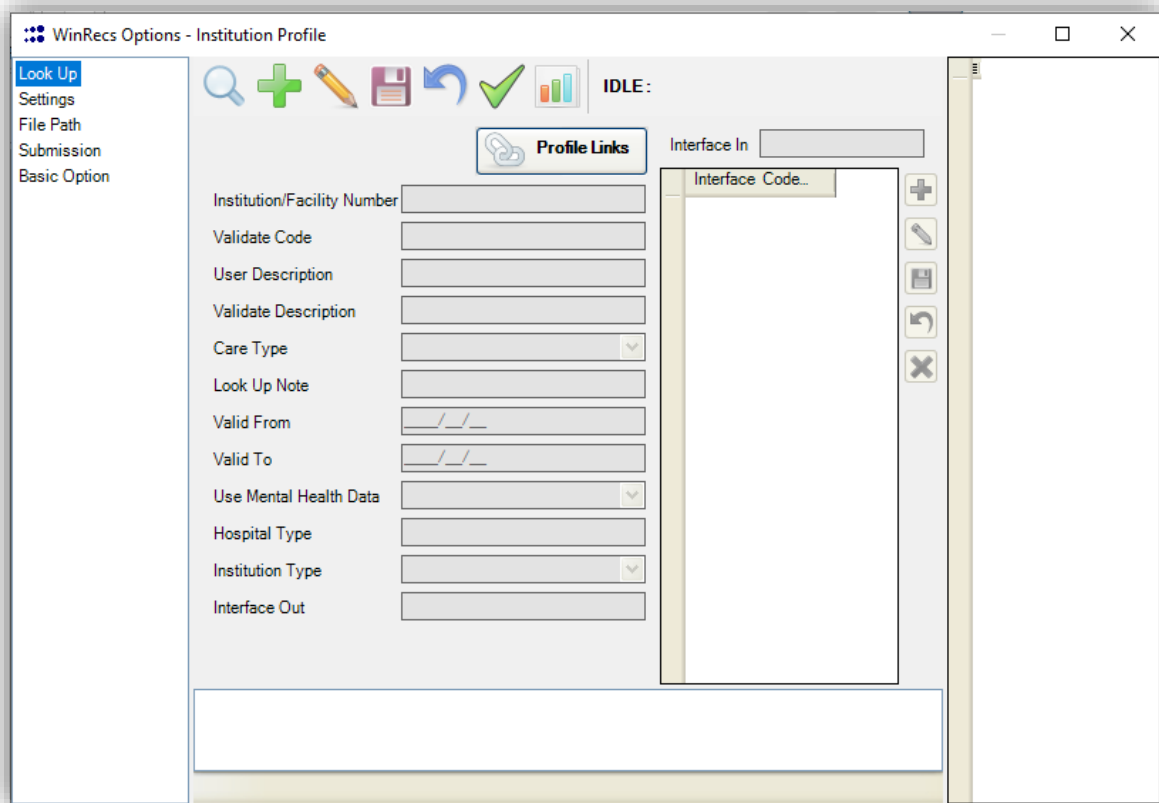 WinRecs Options - Institution Profile
Look Up
Settings
File Path
Submission
Basic Option
IDLE:
Profile Links
Interface In
Interface Code...
Institution/Facility Number
Validate Code
User Description
Validate Description
Care Type
Look Up Note
Valid From ____/__/__
Valid To ____/__/__
Use Mental Health Data
Hospital Type
Institution Type
Interface Out